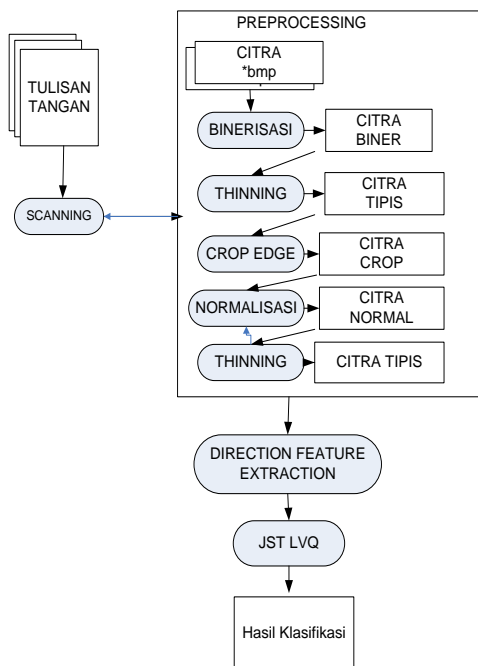 PREPROCESSING
CITRA
*bmp
TULISAN
TANGAN
BINERISASI
CITRA
BINER
THINNING
CITRA
TIPIS
SCANNING
CROP EDGE
CITRA
CROP
NORMALISASI
CITRA
NORMAL
THINNING
CITRA TIPIS
DIRECTION FEATURE
EXTRACTION
JST LVQ
Hasil Klasifikasi